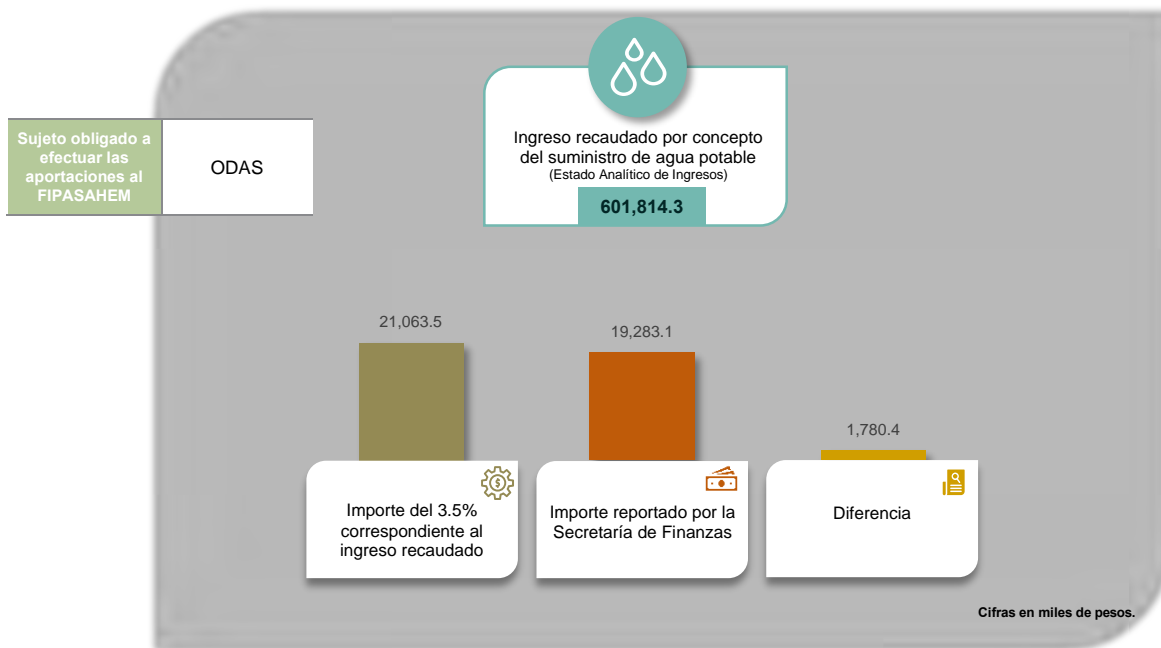 Sujeto obligado a
efectuar las
aportaciones al
FIPASAHEM
ODAS
Ingreso recaudado por concepto
del suministro de agua potable
(Estado Analítico de Ingresos)
601,814.3
21,063.5
19,283.1
1,780.4
Importe del 3.5%
correspondiente al
ingreso recaudado
Importe reportado por la
Secretaría de Finanzas
Diferencia
Cifras en miles de pesos.